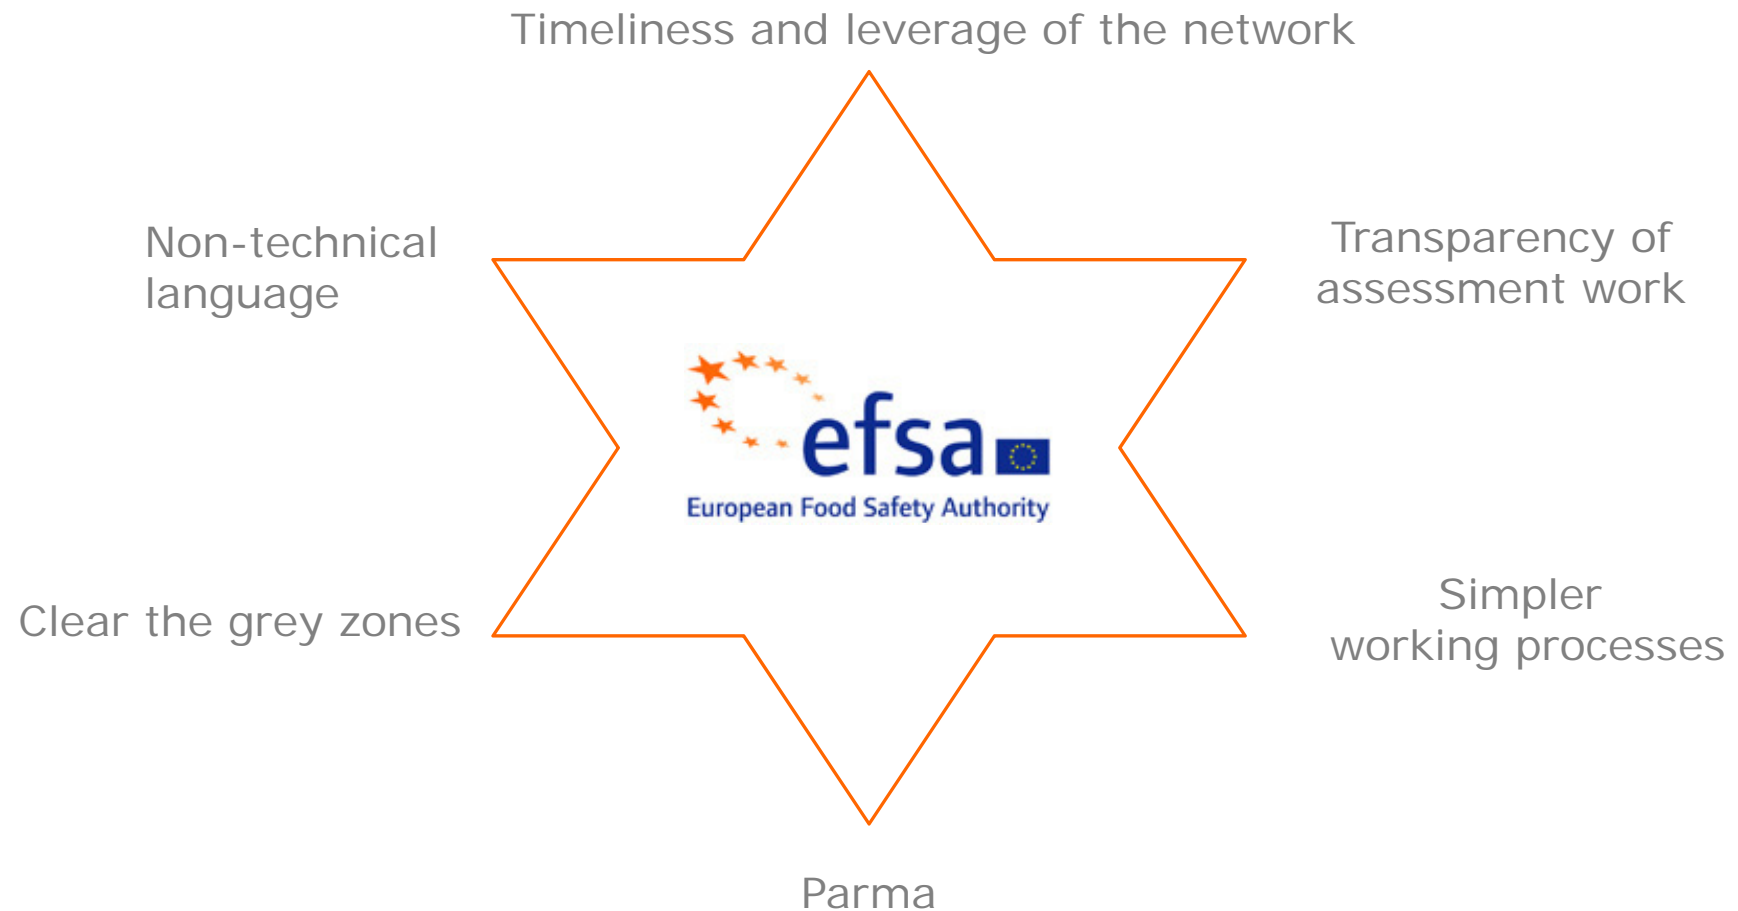 Timeliness and leverage of the network
Non-technical
language
Transparency of
assessment work
efsa
European Food Safety Authority
Clear the grey zones
Simpler
working processes
Parma